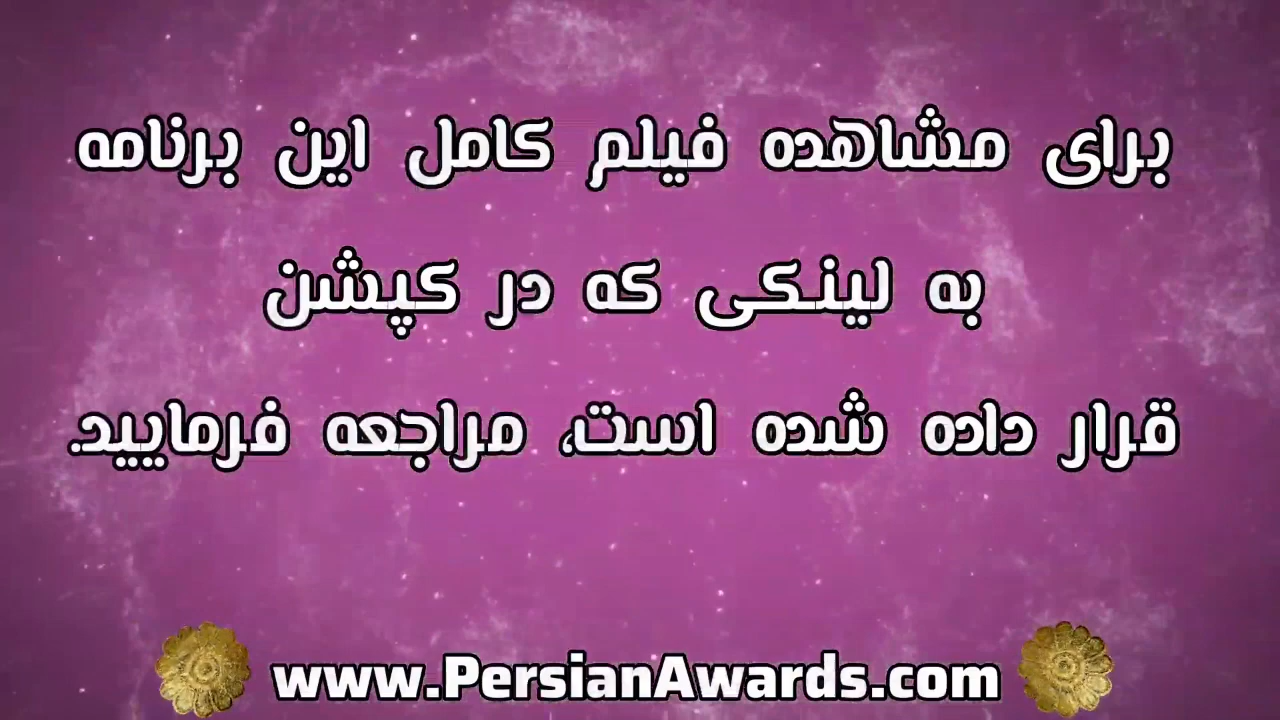 برای مشاهده فیلم کامل این برنامه
به لینکی که در کپشن
قرار داده شده است، مراجعه فرمایید.
www.PersianAwards.com